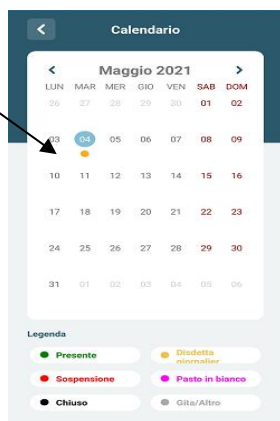 Calendario
Maggio 2021
LUN MAR MER GIO VEN SAB DOM
26 27 28 29 30 01 02
03 04 05 06 07 08 09
10 11 12 13 14 15 16
17 18 19 20 21 22 23
24 25 26 27 28 29 30
31 01 02 03 04 05 06
Legenda
Presente
Disdetta
giornalier
Sospensione
Pasto in bianco
Chiuso
Gita/Altro